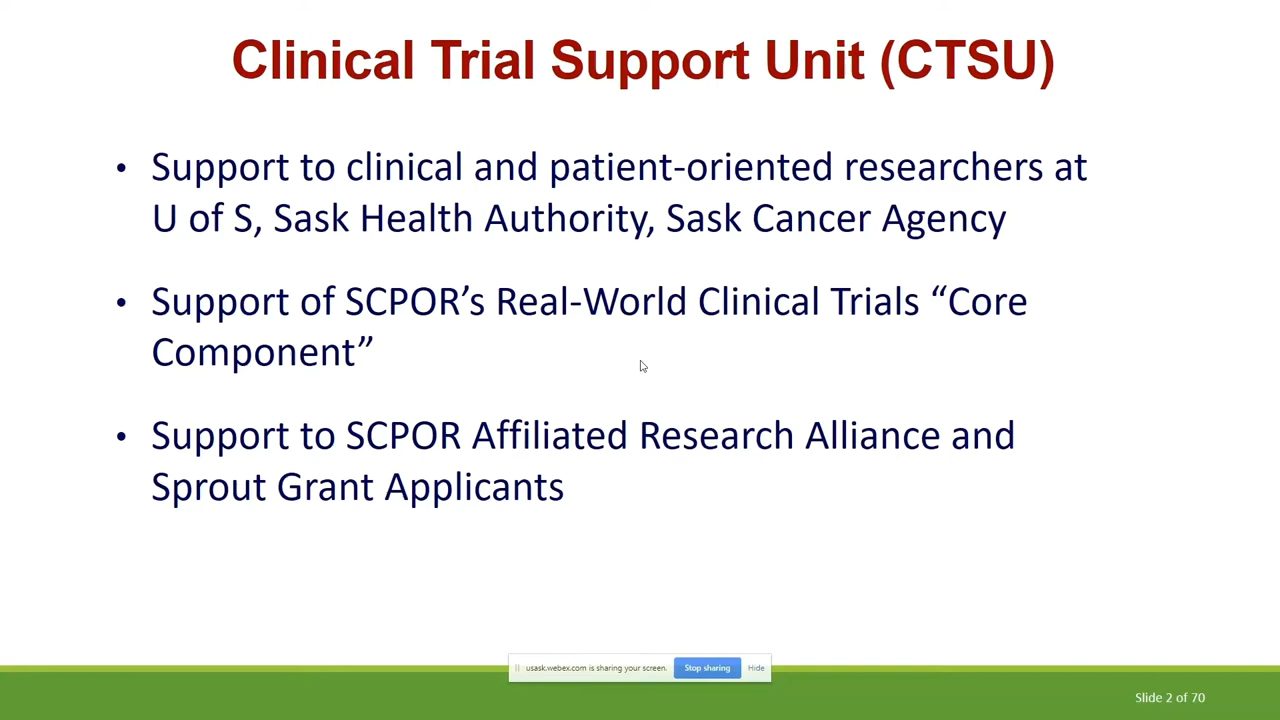 Clinical Trial Support Unit (CTSU)
• Support to clinical and patient-oriented researchers at
U of S, Sask Health Authority, Sask Cancer Agency
• Support of SCPOR’s Real-World Clinical Trials “Core
Component”
• Support to SCPOR Affiliated Research Alliance and
Sprout Grant Applicants
usask.webex.com is sharing your screen. Stop sharing Hide
Slide 2 of 70